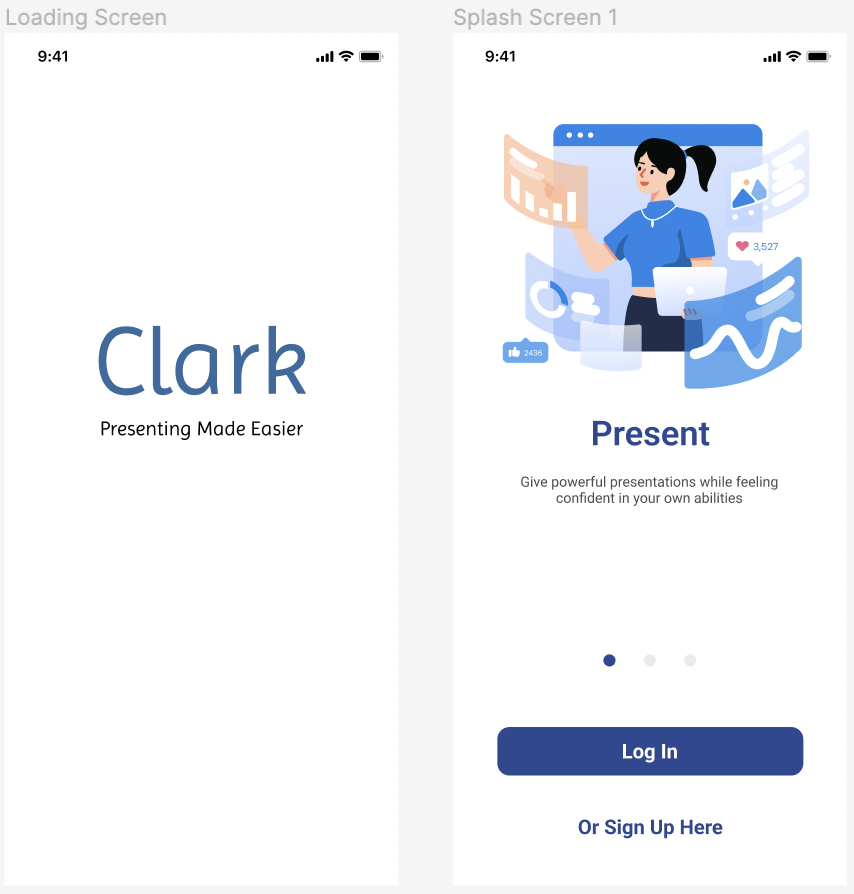 Loading Screen
9:41
Clark
Presenting Made Easier
Splash Screen 1
9:41
3,527
2436
Present
Give powerful presentations while feeling
confident in your own abilities
Log In
Or Sign Up Here